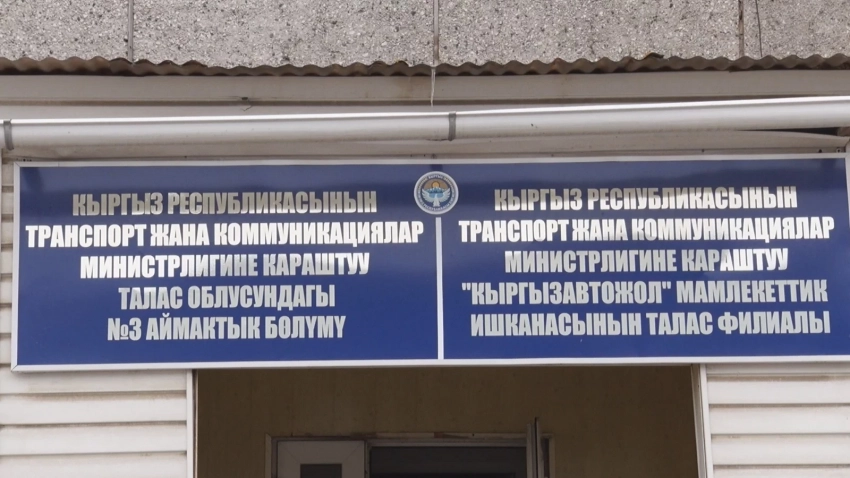 КЫРГЫЗ РЕСПУБЛИКАСЫНЫН
ТРАНСПОРТ ЖАНА КОММУНИКАЦИЯЛАР
МИНИСТРЛИГИНЕ КАРАШТУУ
ТАЛАС ОБЛУСУНДАГЫ
№3 АЙМАКТЫК БӨЛҮМҮ
КЫРГЫЗ РЕСПУБЛИКАСЫНЫН
ТРАНСПОРТ ЖАНА КОММУНИКАЦИЯЛАР
МИНИСТРЛИГИНЕ КАРАШТУУ
"КЫРГЫЗАВТОЖОЛ" МАМЛЕКЕТТИК
ИШКАНАСЫНЫН ТАЛАС ФИЛИАЛЫ